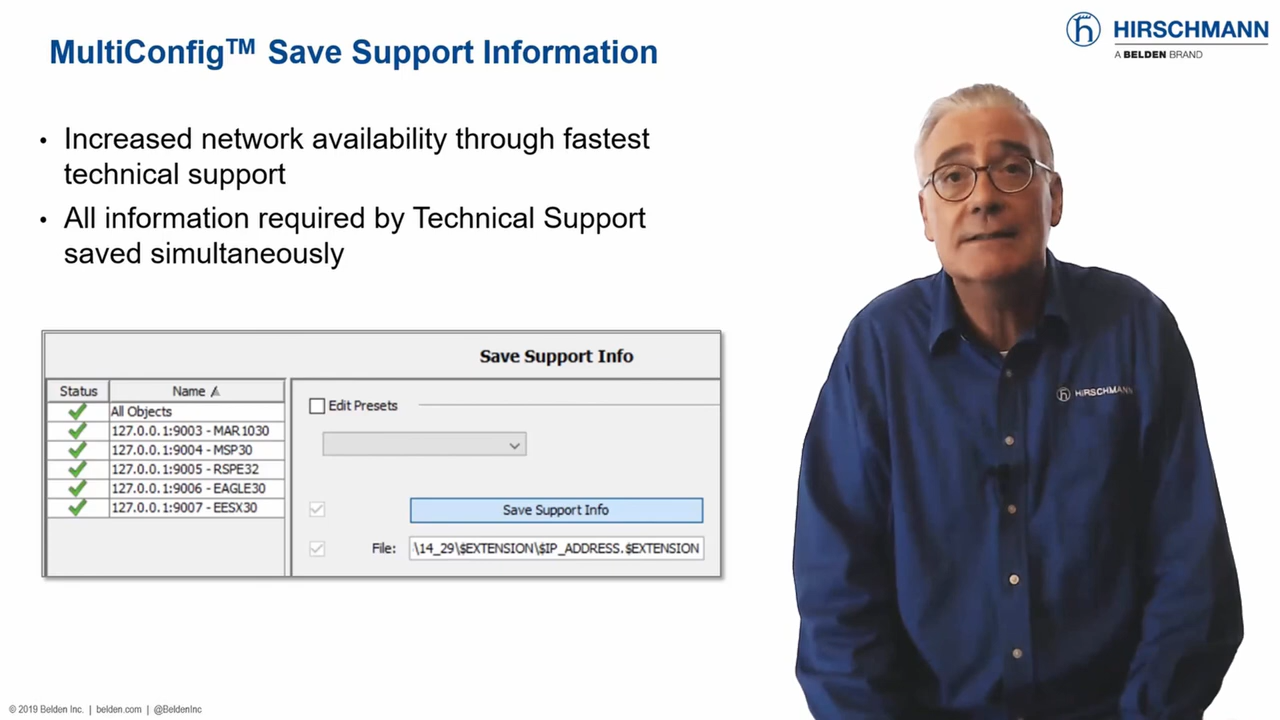 MultiConfig™ Save Support Information
HIRSCHMANN
A BELDEN BRAND
• Increased network availability through fastest
technical support
• All information required by Technical Support
saved simultaneously
Save Support Info
Status Name
All Objects
127.0.0.1:9003 - MAR1030
127.0.0.1:9004 - MSP30
127.0.0.1:9005 - RSPE32
127.0.0.1:9006 - EAGLE30
127.0.0.1:9007 - EESX30
Edit Presets
Save Support Info
File: \14_29\$EXTENSION\$IP_ADDRESS.$EXTENSION
HIRSCHMANN
© 2019 Belden Inc. | belden.com | @BeldenInc